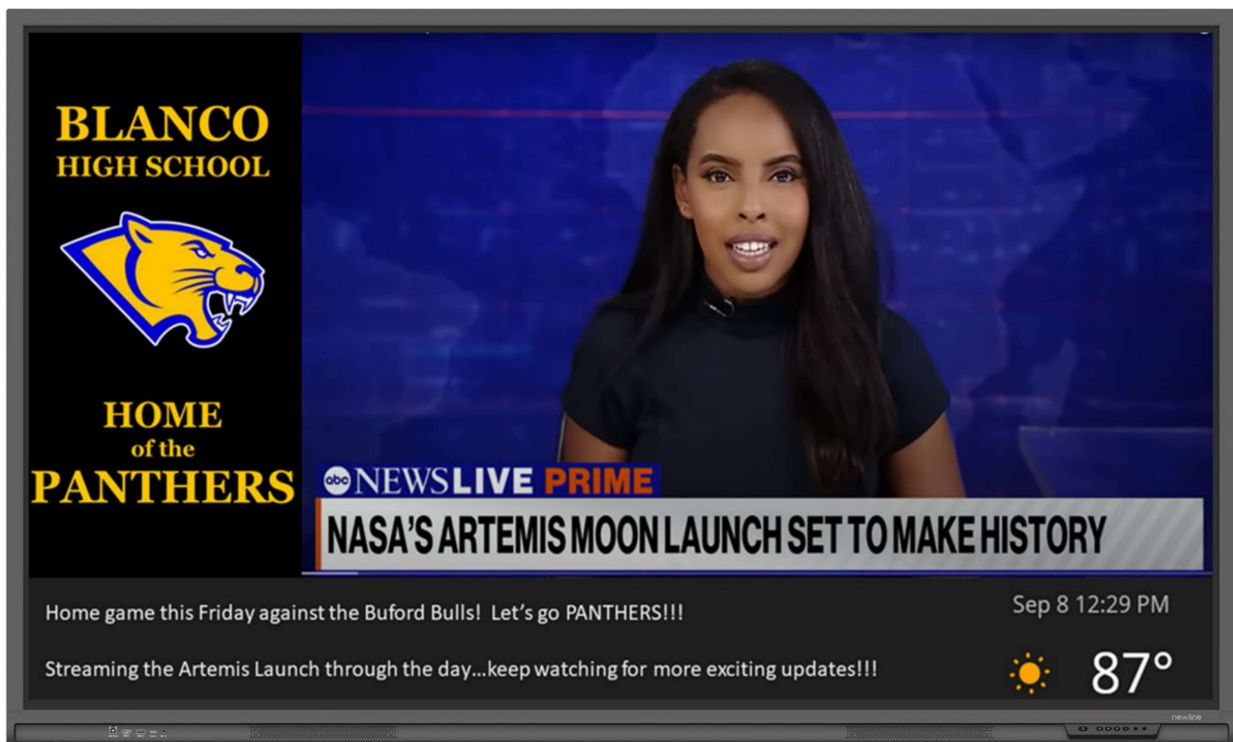 BLANCO
HIGH SCHOOL
HOME
of the
PANTHERS
abc NEWSLIVE PRIME
NASA'S ARTEMIS MOON LAUNCH SET TO MAKE HISTORY
Home game this Friday against the Buford Bulls! Let's go PANTHERS!!!
Streaming the Artemis Launch through the day...keep watching for more exciting updates!!!
Sep 8 12:29 PM
87°
newline